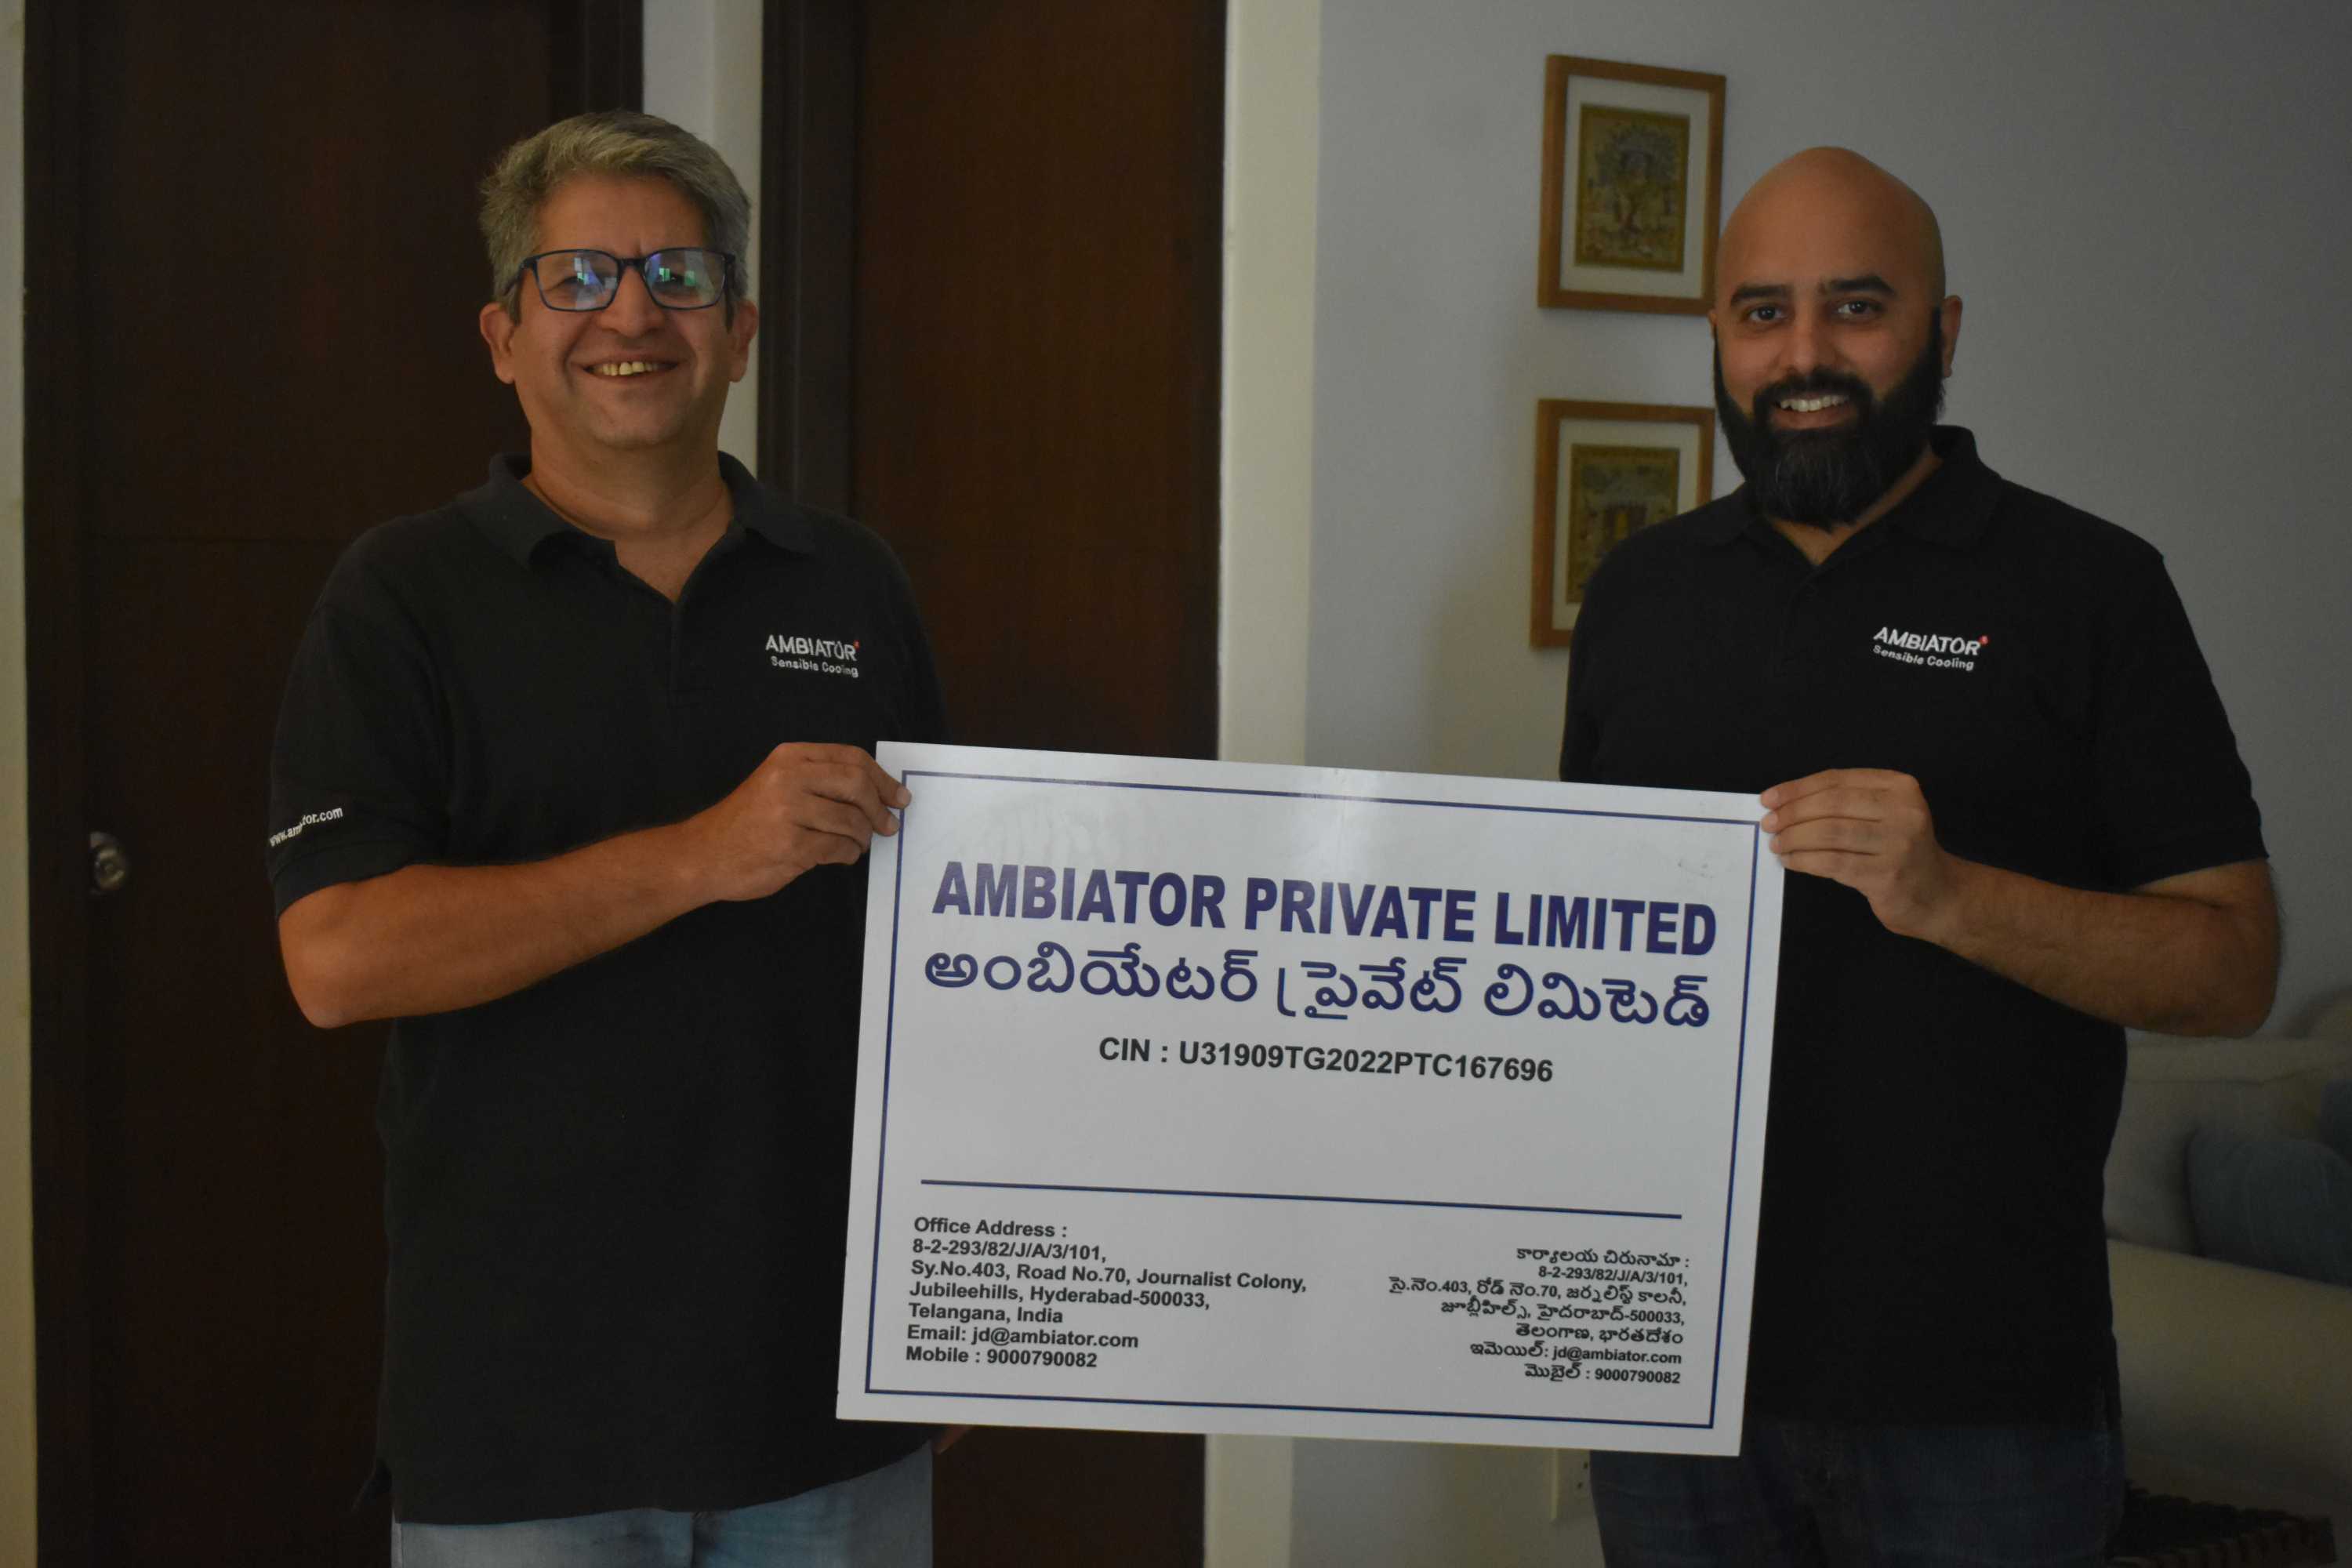 AMBIATOR
Sensible Cooling
AMBIATOR
Sensible Cooling
AMBIATOR PRIVATE LIMITED
అంబియేటర్ ప్రైవేట్ లిమిటెడ్
CIN : U31909TG2022PTC167696
Office Address :
8-2-293/82/J/A/3/101,
Sy.No.403, Road No.70, Journalist Colony,
Jubileehills, Hyderabad-500033,
Telangana, India
Email: jd@ambiator.com
Mobile : 9000790082
కార్యాలయ చిరునామా :
8-2-293/82/J/A/3/101,
సై.నెం.403, రోడ్ నెం.70, జర్నలిస్ట్ కాలనీ,
జూబ్లీహిల్స్, హైదరాబాద్-500033,
తెలంగాణ, భారతదేశం
ఇమెయిల్: jd@ambiator.com
మొబైల్ : 9000790082